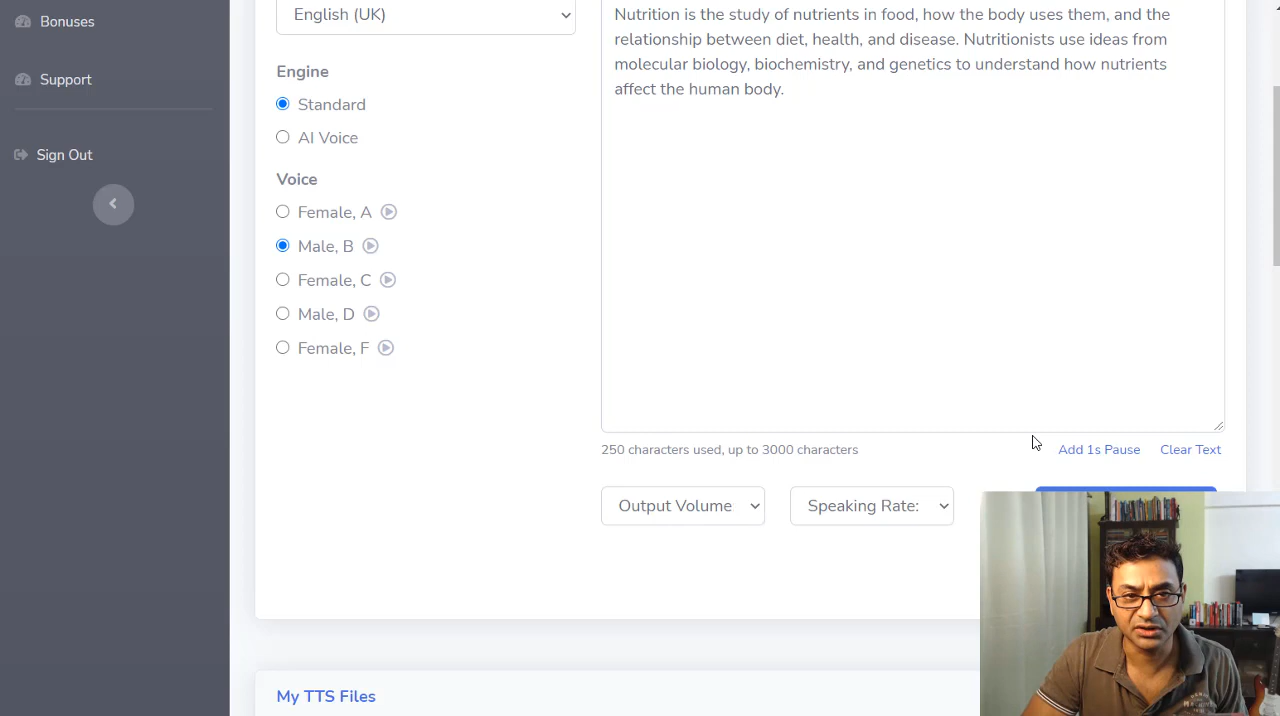 Bonuses
Support
Sign Out
English (UK)
Engine
Standard
AI Voice
Voice
Female, A
Male, B
Female, C
Male, D
Female, F
Nutrition is the study of nutrients in food, how the body uses them, and the
relationship between diet, health, and disease. Nutritionists use ideas from
molecular biology, biochemistry, and genetics to understand how nutrients
affect the human body.
250 characters used, up to 3000 characters
Add 1s Pause
Clear Text
Output Volume
Speaking Rate:
My TTS Files